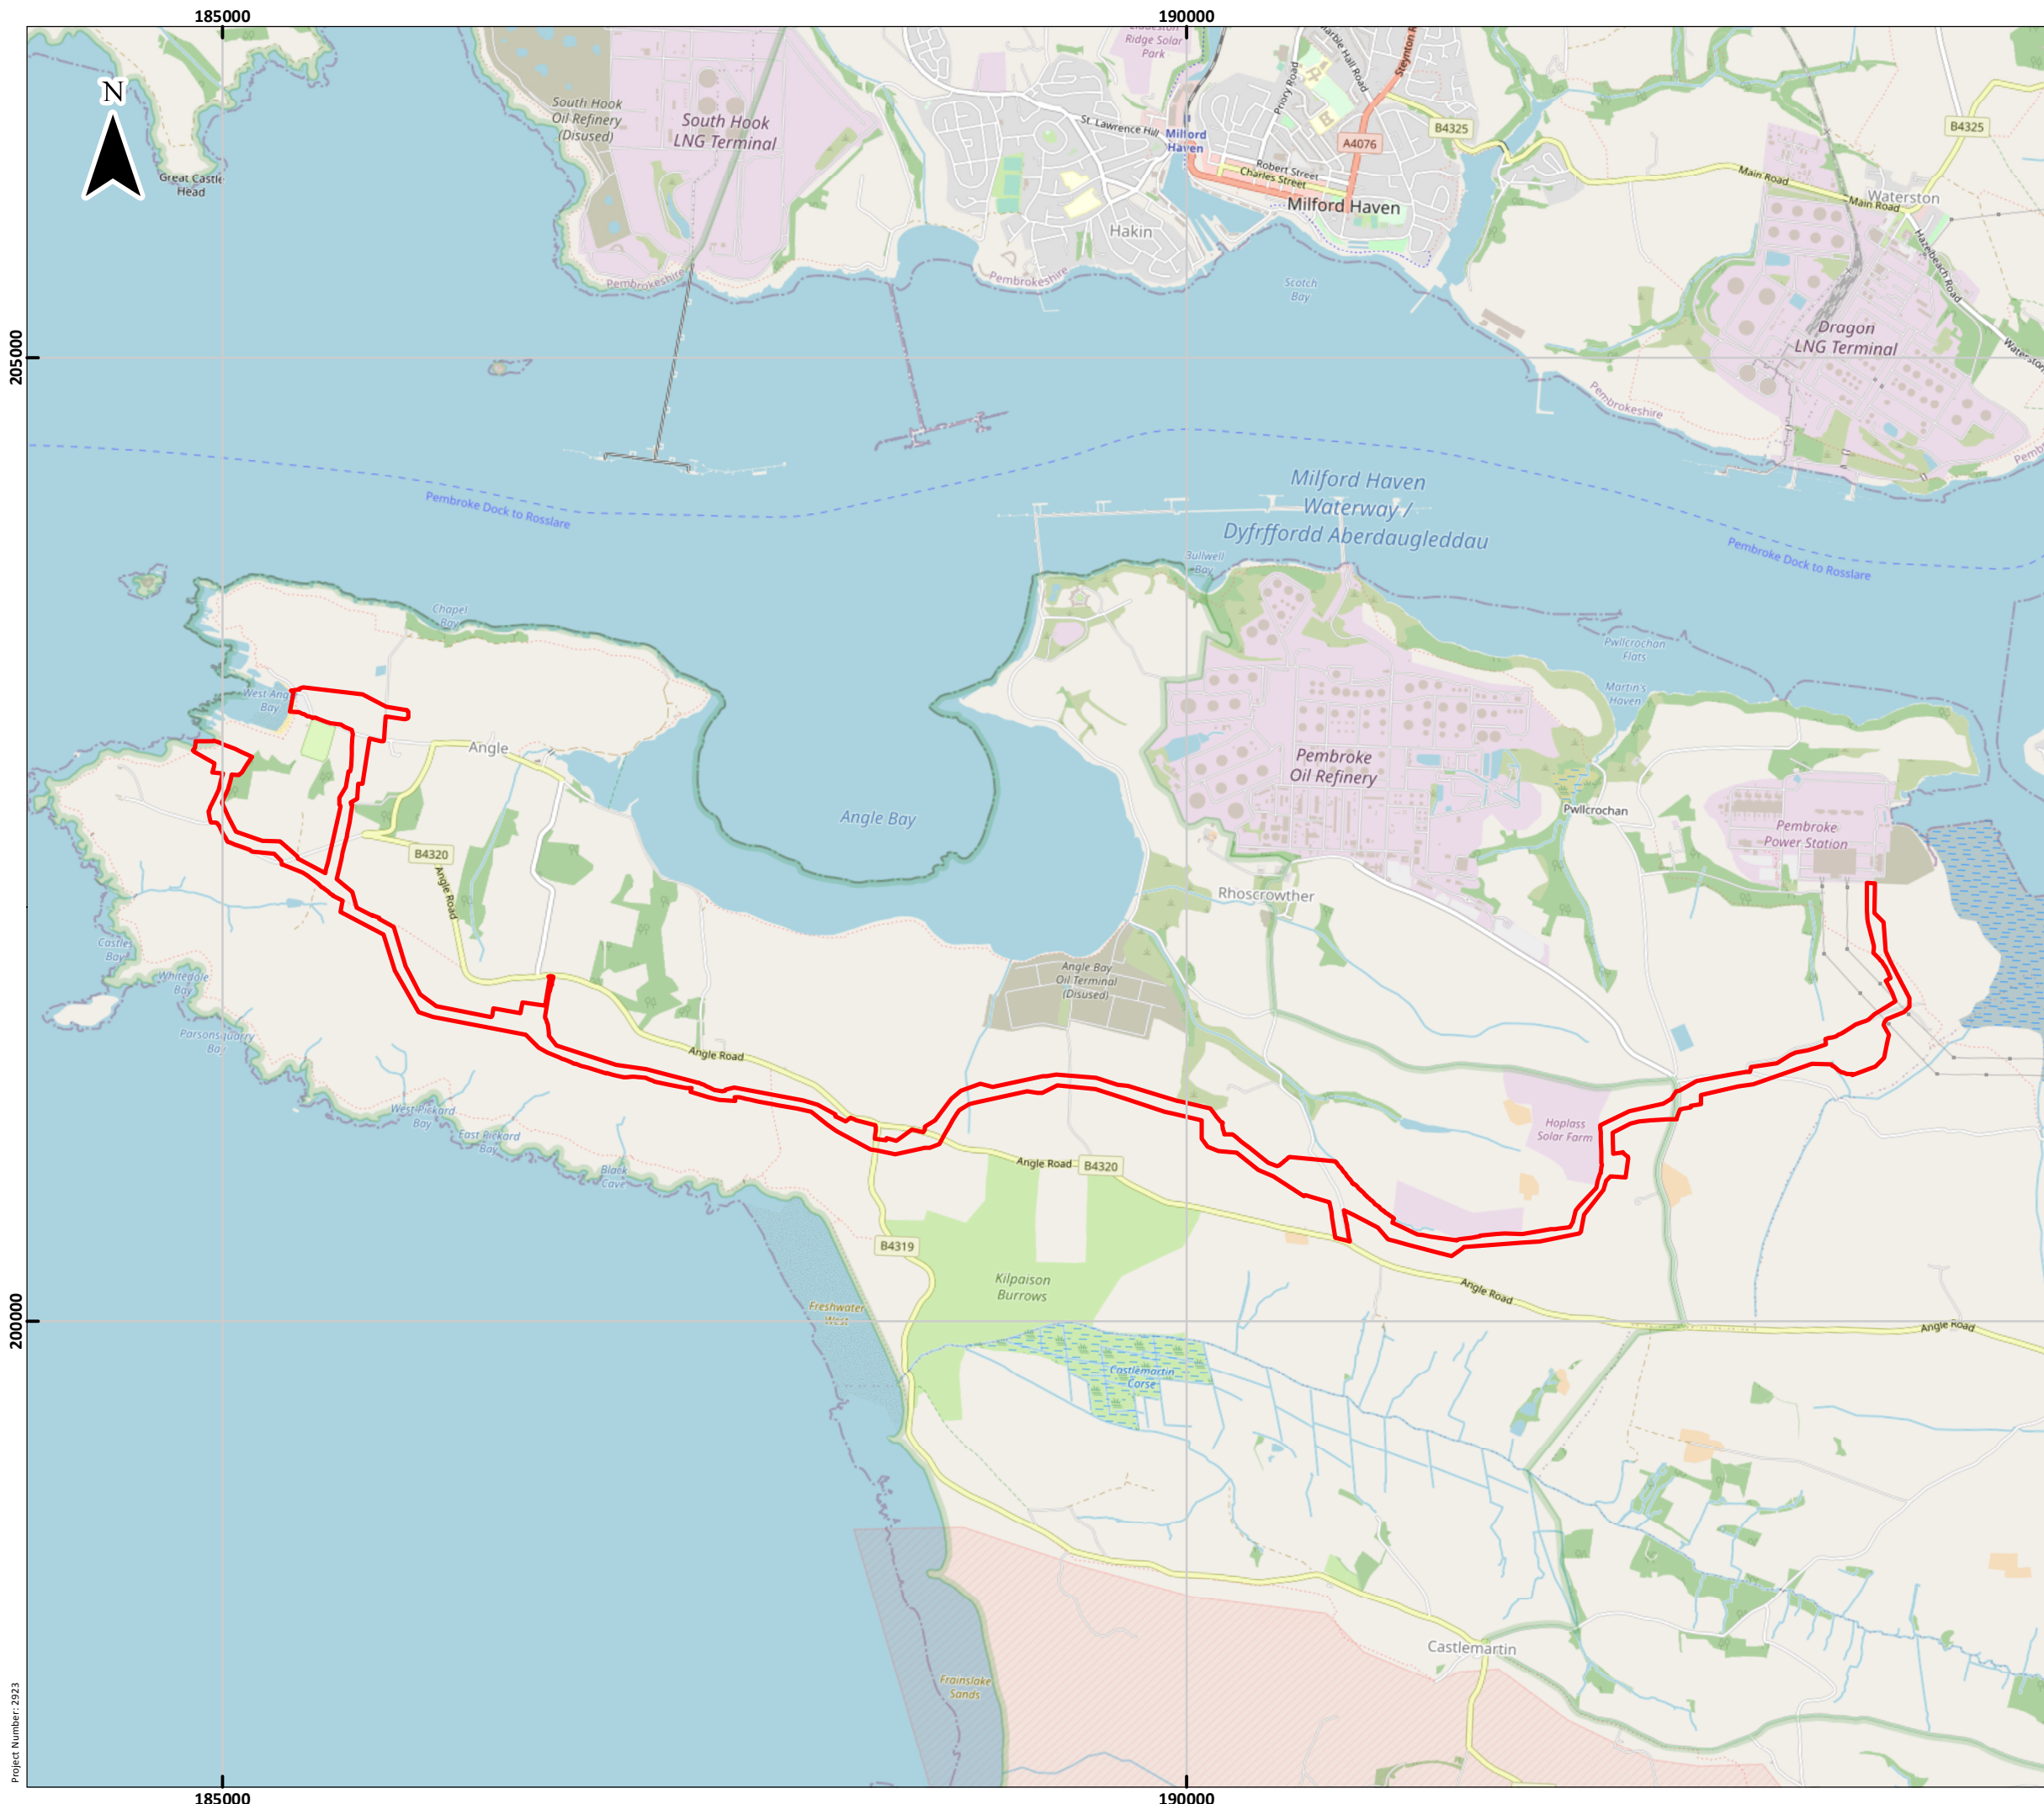 185000
190000
N
Ridge Solar
Park
Marble Hall Road
Priory Road
South Hook
Oil Refinery
(Disused)
South Hook
LNG Terminal
St. Lawrence Hill
Milford
Haven
A4076
B4325
B4325
Great Castle
Head
Robert Street
Charles Street
Milford Haven
Hakin
Main Road
Main Road
Waterston
Hazelbeach Road
Pembrokeshire
Pembrokeshire
Scotch
Bay
Dragon
LNG Terminal
205000
Pembrokeshire
Milford Haven
Waterway /
Dyfrffordd Aberdaugleddau
Pembroke Dock to Rosslare
Pembroke Dock to Rosslare
Bullwell
Bay
Chapel
Bay
Pwllcrochan
Flats
Martin's
Haven
West Ang
Bay
Angle
Pembroke
Oil Refinery
Angle Bay
Pwllcrochan
Pembroke
Power Station
B4320
Angle Road
Rhoscrowther
Castles
Bay
Whitedole
Bay
Angle Bay
Oil Terminal
(Disused)
Parsonsquarry
Bay
Angle Road
West Pickard
Bay
East Pickard
Bay
Hoplass
Solar Farm
Black
Cave
Angle Road
B4320
B4319
Kilpaison
Burrows
Angle Road
Freshwater
West
200000
Angle Road
Castlemartin
Corse
Castlemartin
Frainslake
Sands
Project Number: 2923
185000
190000